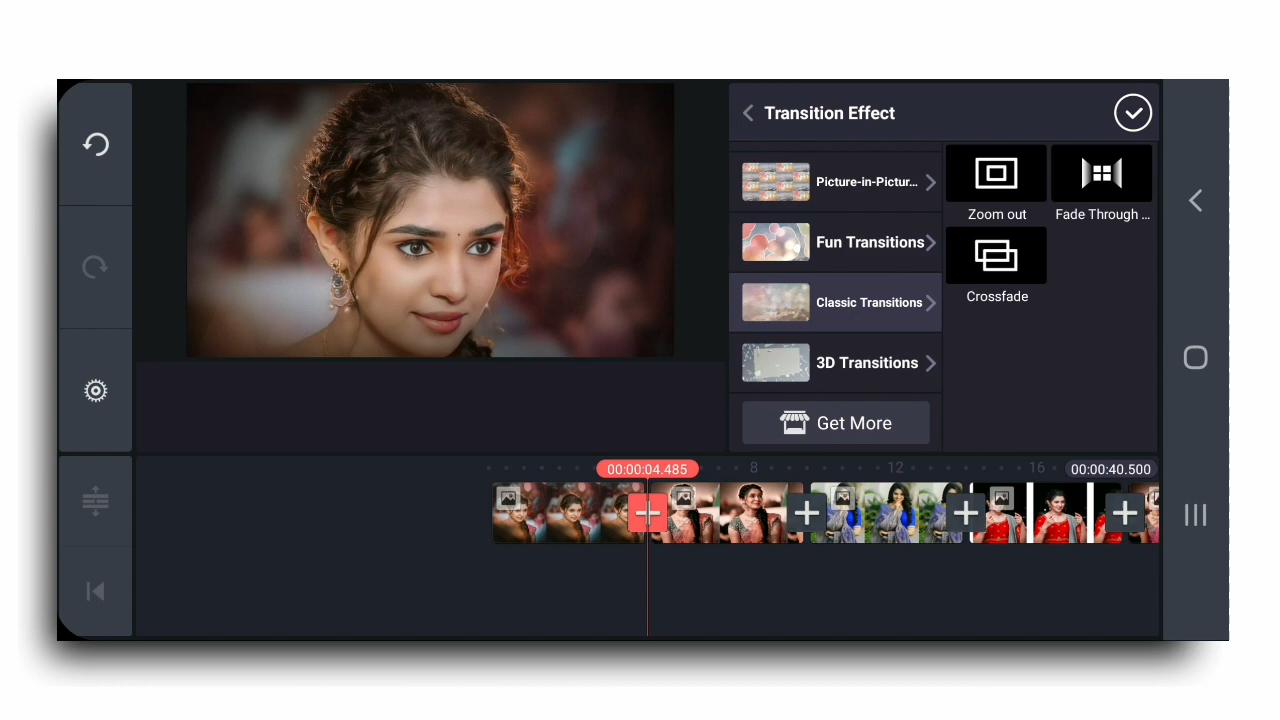 Transition Effect
Picture-in-Pictur...
Fun Transitions
Classic Transitions
3D Transitions
Get More
Zoom out
Fade Through ...
Crossfade
00:00:04.485
8
12
16
00:00:40.500